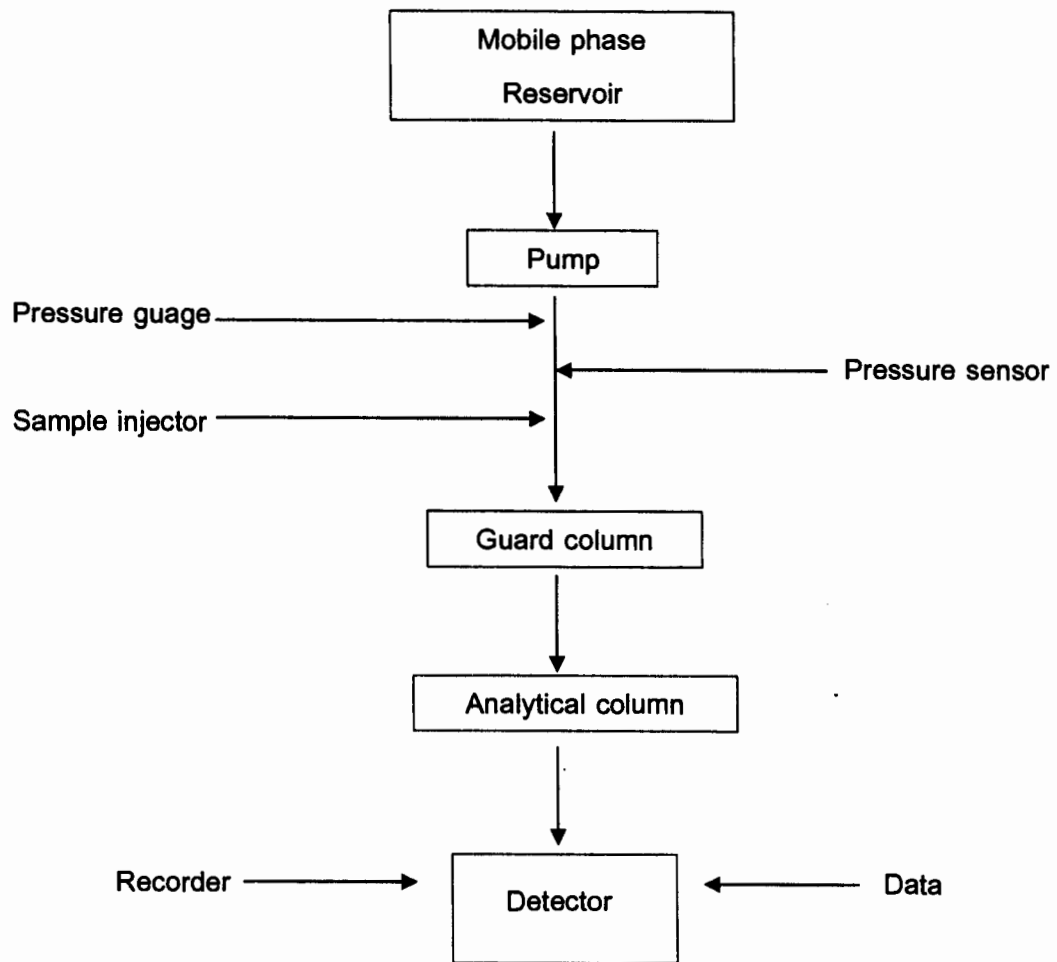 Mobile phase
Reservoir
Pump
Pressure guage
Pressure sensor
Sample injector
Guard column
Analytical column
Recorder
Detector
Data